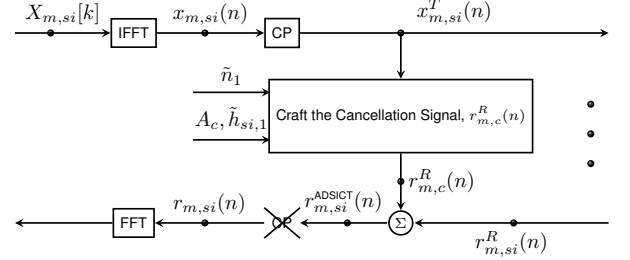 X_{m,si}[k] IFFT x_{m,si}(n) CP x^T_{m,si}(n)
ñ_1
A_c, h̃_{si,1} Craft the Cancellation Signal, r^R_{m,c}(n)
r^R_{m,c}(n)
FFT r_{m,si}(n) CP r^{ADSICT}_{m,si}(n) Σ
r^R_{m,si}(n)